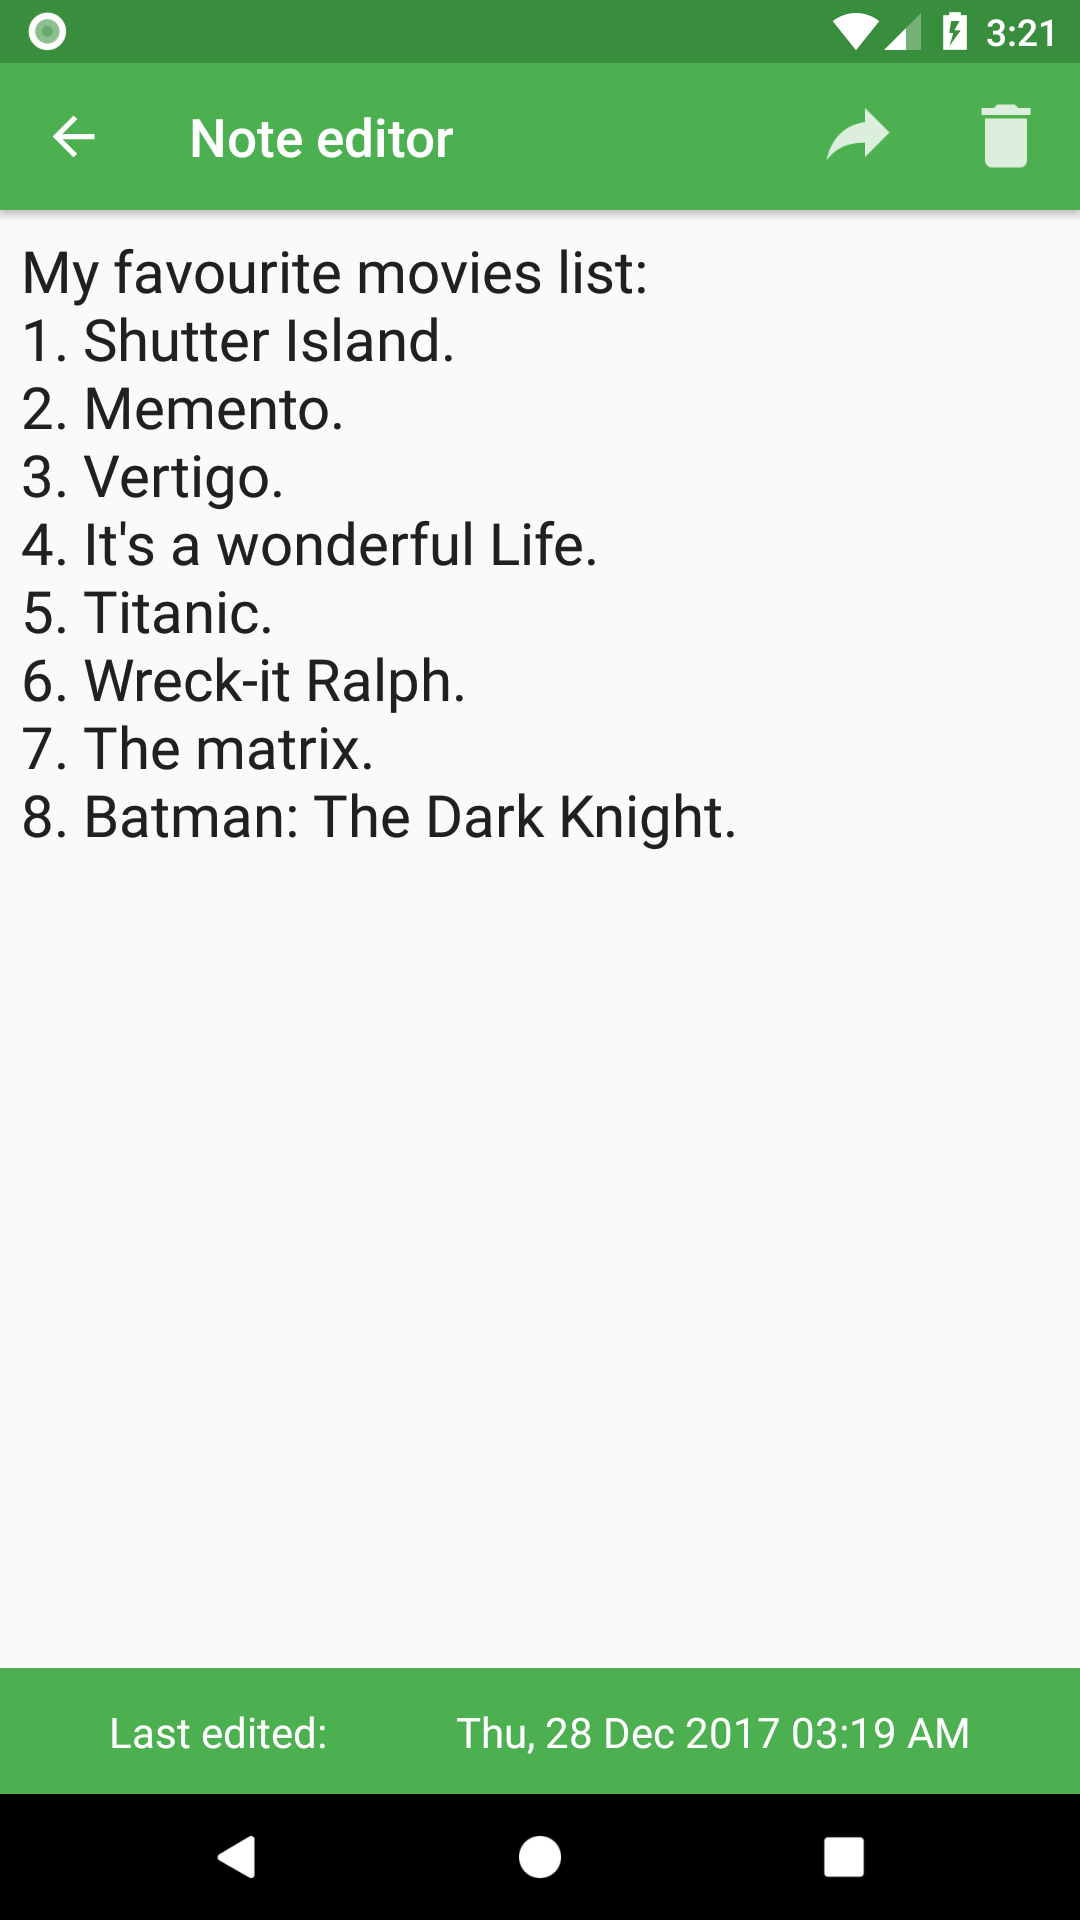 3:21
Note editor
My favourite movies list:
1. Shutter Island.
2. Memento.
3. Vertigo.
4. It's a wonderful Life.
5. Titanic.
6. Wreck-it Ralph.
7. The matrix.
8. Batman: The Dark Knight.
Last edited: Thu, 28 Dec 2017 03:19 AM